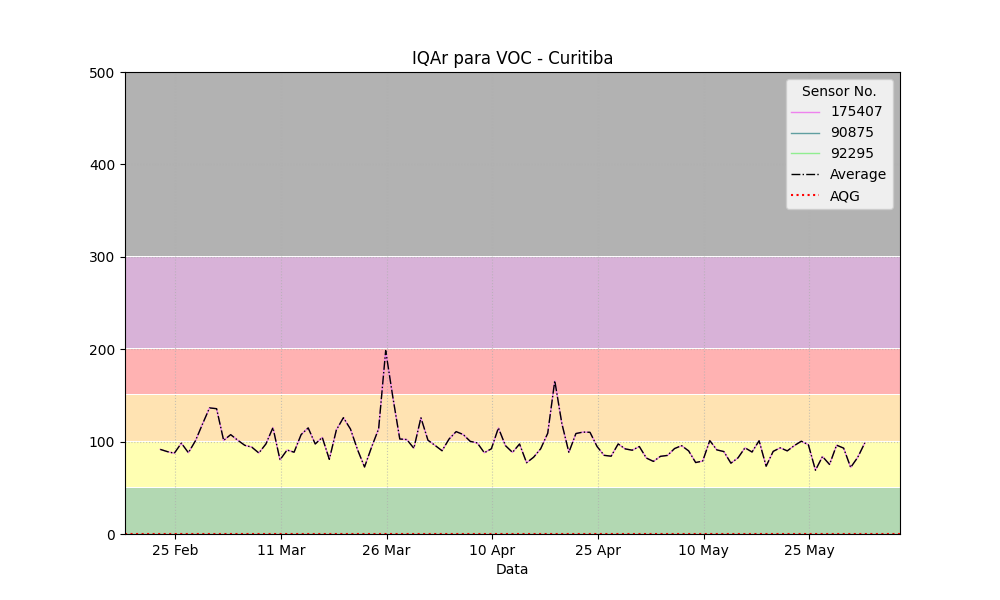 IQAr para VOC - Curitiba
500
400
300
200
100
0
Sensor No.
175407
90875
92295
Average
AQG
25 Feb
11 Mar
26 Mar
10 Apr
25 Apr
10 May
25 May
Data